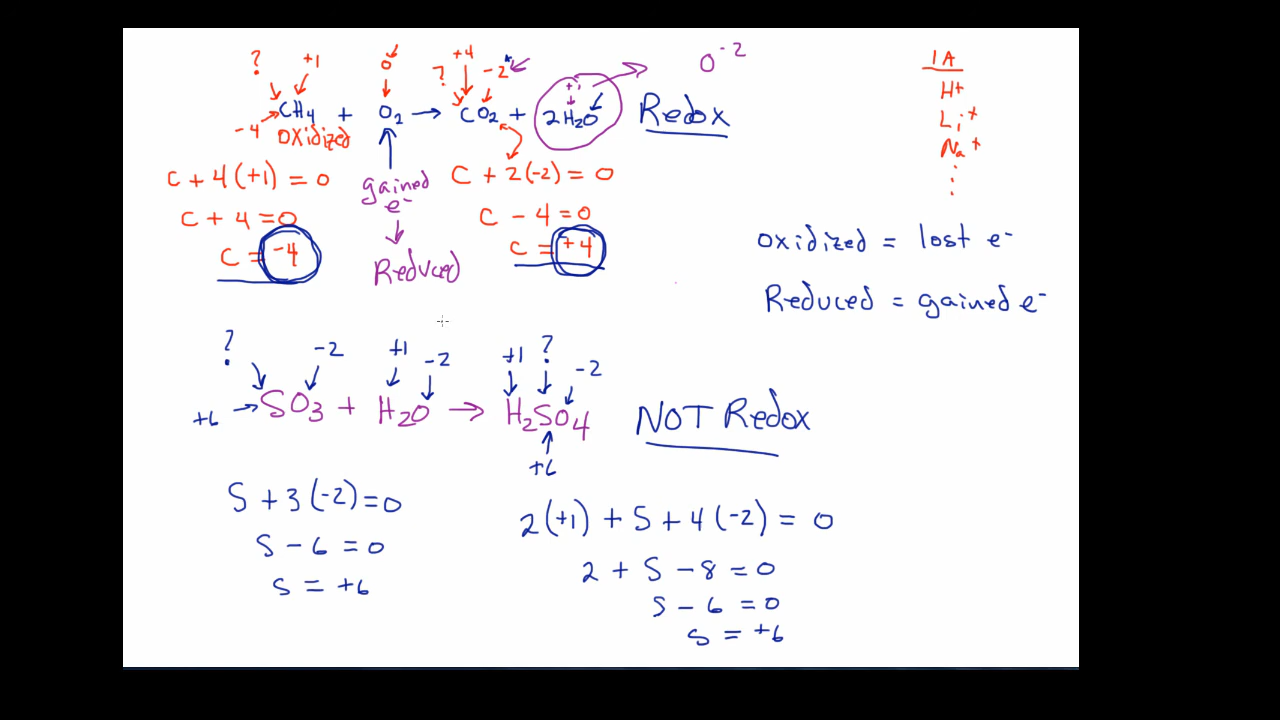 ? +1 0 +4 ? -2 +1 O⁻²
CH4 + O2 → CO2 + 2H2O Redox
-4 oxidized
C + 4(+1) = 0
C + 4 = 0
C = -4
gained
e⁻
Reduced
C + 2(-2) = 0
C - 4 = 0
C = +4
1A
H+
Li+
Na+
oxidized = lost e⁻
Reduced = gained e⁻
? -2 +1 -2 +1 ? -2
+6 SO3 + H2O → H2SO4 NOT Redox
+6
S + 3(-2) = 0
S - 6 = 0
S = +6
2(+1) + S + 4(-2) = 0
2 + S - 8 = 0
S - 6 = 0
S = +6